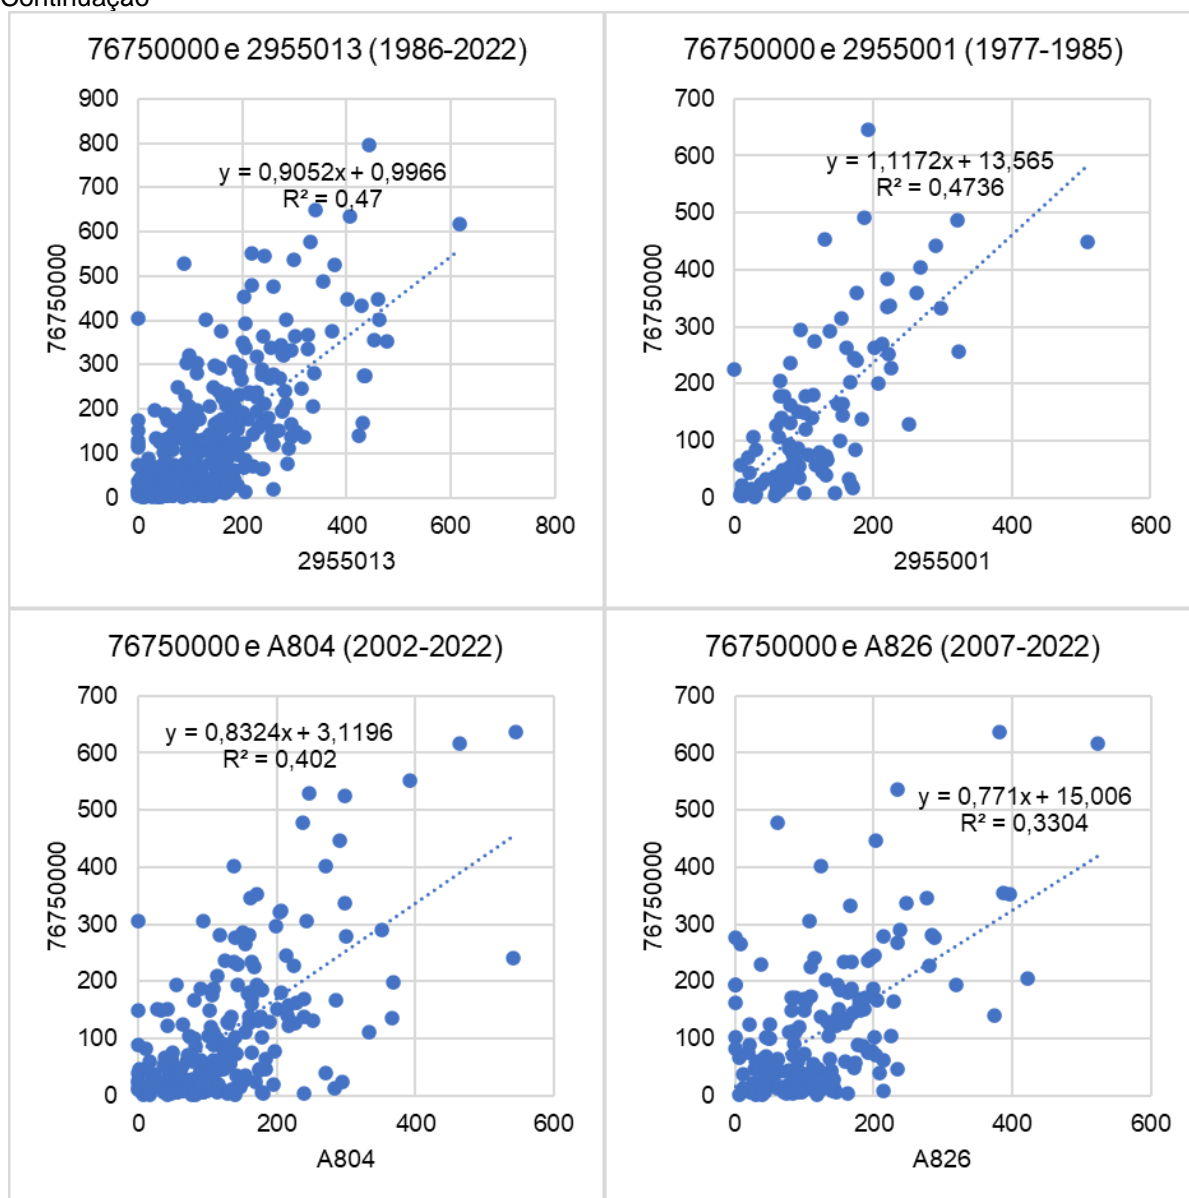 Continuação
76750000 e 2955013 (1986-2022)
900
800
700
600
500
400
300
200
100
0
y = 0,9052x + 0,9966
R² = 0,47
76750000
0 200 400 600 800
2955013
76750000 e 2955001 (1977-1985)
700
600
500
400
300
200
100
0
y = 1,1172x + 13,565
R² = 0,4736
76750000
0 200 400 600
2955001
76750000 e A804 (2002-2022)
700
600
500
400
300
200
100
0
y = 0,8324x + 3,1196
R² = 0,402
76750000
0 200 400 600
A804
76750000 e A826 (2007-2022)
700
600
500
400
300
200
100
0
y = 0,771x + 15,006
R² = 0,3304
76750000
0 200 400 600
A826